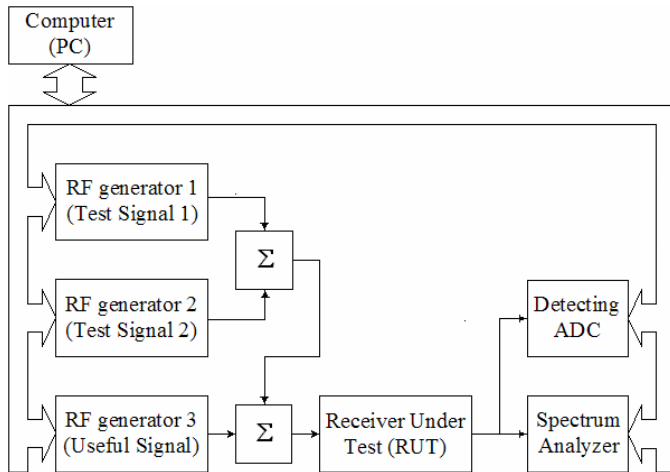 Computer
(PC)
RF generator 1
(Test Signal 1)
Σ
RF generator 2
(Test Signal 2)
Detecting
ADC
RF generator 3
(Useful Signal)
Σ
Receiver Under
Test (RUT)
Spectrum
Analyzer